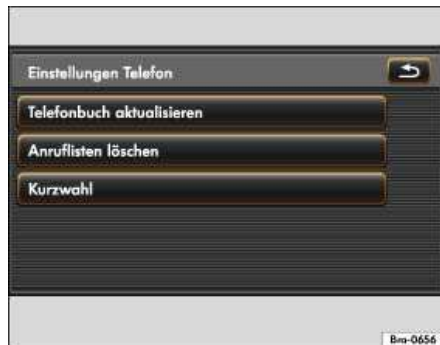 Einstellungen Telefon
Telefonbuch aktualisieren
Anruflisten löschen
Kurzwahl
Bra-0656